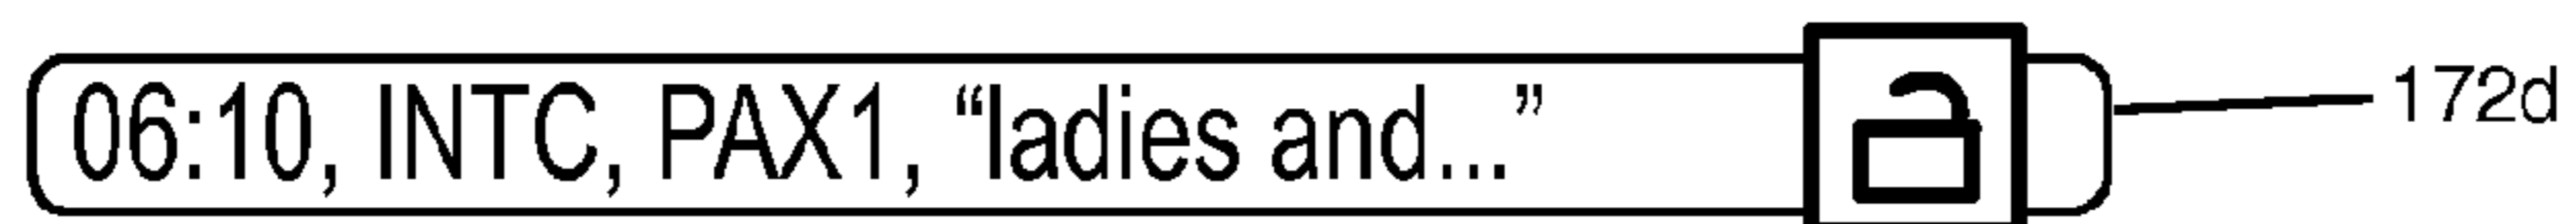 06:10, INTC, PAX1, “ladies and...” 172d